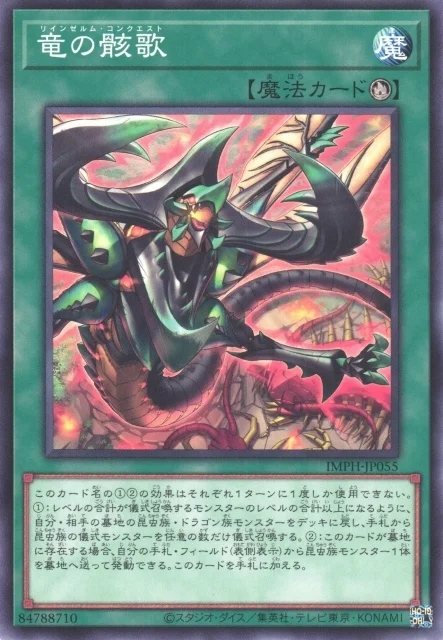 リインゼルム・コンクエスト
竜の骸歌
魔
まほう
【魔法カード】
IMPH-JP055
このカード名の①②の効果はそれぞれ1ターンに1度しか使用できない。
①：レベルの合計が儀式召喚するモンスターのレベルの合計以上になるように、
自分・相手の墓地の昆虫族・ドラゴン族モンスターをデッキに戻し、手札から
昆虫族の儀式モンスターを任意の数だけ儀式召喚する。②：このカードが墓地
に存在する場合、自分の手札・フィールド(表側表示)から昆虫族モンスター1体
を墓地へ送って発動できる。このカードを手札に加える。
84788710
©スタジオ・ダイス／集英社・テレビ東京・KONAMI